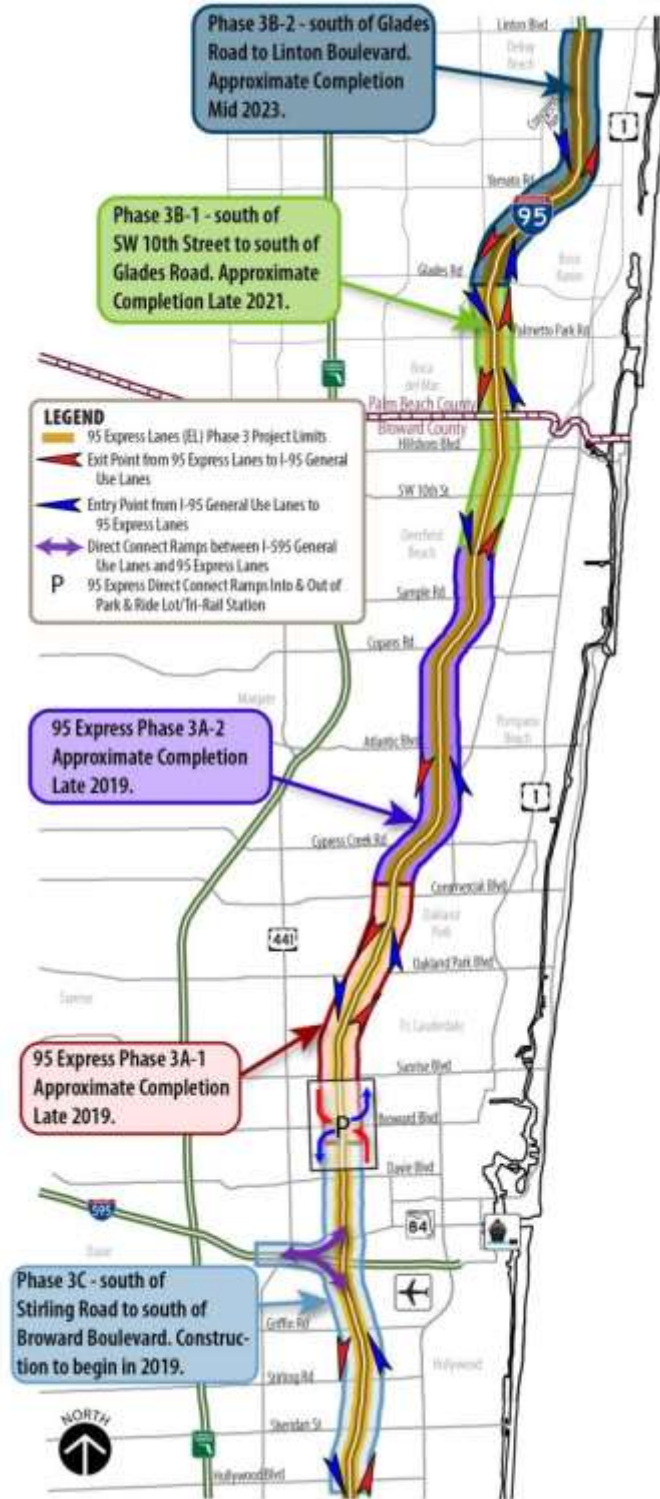 Phase 3B-2 - south of Glades
Road to Linton Boulevard.
Approximate Completion
Mid 2023.
Linton Blvd
Delray
Beach
1
Yamato Rd
95
Phase 3B-1 - south of
SW 10th Street to south of
Glades Road. Approximate
Completion Late 2021.
Glades Rd
Boca
Raton
Palmetto Park Rd
Boca
del Mar
Palm Beach County
Broward County
Hillsboro Blvd
LEGEND
95 Express Lanes (EL) Phase 3 Project Limits
Exit Point from 95 Express Lanes to I-95 General
Use Lanes
Entry Point from I-95 General Use Lanes to
95 Express Lanes
Direct Connect Ramps between I-595 General
Use Lanes and 95 Express Lanes
P 95 Express Direct Connect Ramps Into & Out of
Park & Ride Lot/Tri-Rail Station
SW 10th St
Deerfield
Beach
Sample Rd
Copans Rd
Margate
95 Express Phase 3A-2
Approximate Completion
Late 2019.
Atlantic Blvd
Pompano
Beach
1
Cypress Creek Rd
Commercial Blvd
441
Oakland
Park
Oakland Park Blvd
Sunrise
Ft Lauderdale
95 Express Phase 3A-1
Approximate Completion
Late 2019.
Sunrise Blvd
P
Broward Blvd
Davie Blvd
595
84
Davie
Phase 3C - south of
Stirling Road to south of
Broward Boulevard. Construc-
tion to begin in 2019.
Griffin Rd
Stirling Rd
Hollywood
NORTH
Sheridan St
Hollywood Blvd